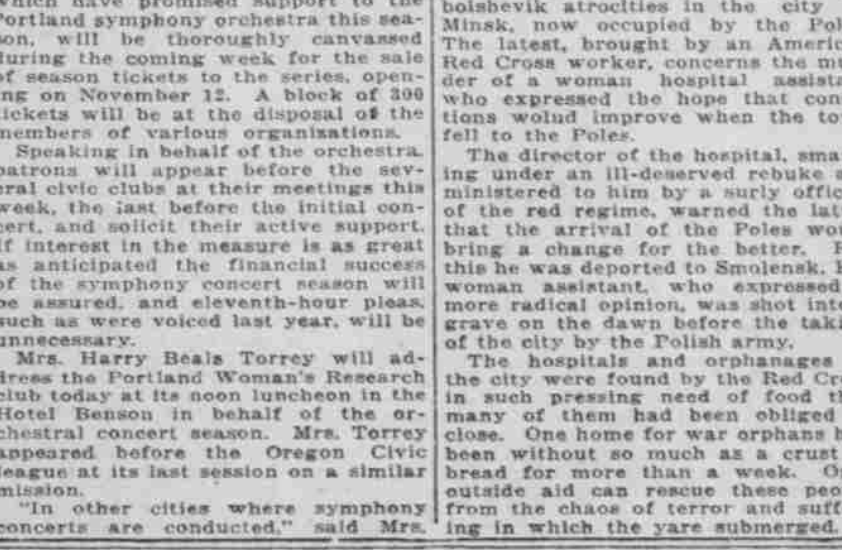 which have promised support to the
Portland symphony orchestra this sea-
son, will be thoroughly canvassed
during the coming week for the sale
of season tickets to the series, open-
ing on November 12. A block of 300
tickets will be at the disposal of the
members of various organizations.
Speaking in behalf of the orchestra,
patrons will appear before the sev-
eral civic clubs at their meetings this
week, the last before the initial con-
cert, and solicit their active support.
If interest in the measure is as great
as anticipated the financial success
of the symphony concert season will
be assured, and eleventh-hour pleas,
such as were voiced last year, will be
unnecessary.
Mrs. Harry Beals Torrey will ad-
dress the Portland Woman's Research
club today at its noon luncheon in the
Hotel Benson in behalf of the or-
chestral concert season. Mrs. Torrey
appeared before the Oregon Civic
league at its last session on a similar
mission.
"In other cities where symphony
concerts are conducted," said Mrs.
bolshevik atrocities in the city
Minsk, now occupied by the Pol
The latest, brought by an Americ
Red Cross worker, concerns the mu
der of a woman hospital assista
who expressed the hope that con
tions wolud improve when the to
fell to the Poles.
The director of the hospital, sma
ing under an ill-deserved rebuke a
ministered to him by a surly offic
of the red regime, warned the lat
that the arrival of the Poles wou
bring a change for the better. F
this he was deported to Smolensk. H
woman assistant, who expressed
more radical opinion, was shot into
grave on the dawn before the taki
of the city by the Polish army.
The hospitals and orphanages
the city were found by the Red Cr
in such pressing need of food th
many of them had been obliged
close. One home for war orphans h
been without so much as a crust
bread for more than a week. On
outside aid can rescue these peo
from the chaos of terror and suff
ing in which the yare submerged.